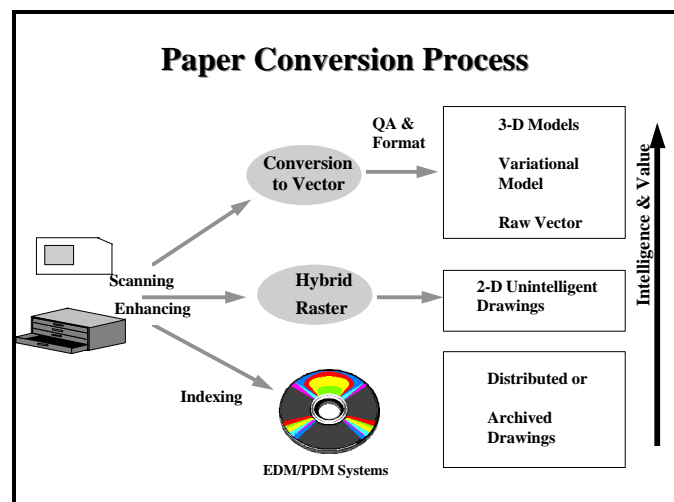 Paper Conversion Process
QA &
Format
3-D Models
Variational
Model
Raw Vector
Conversion
to Vector
Intelligence & Value
Scanning
Enhancing
Hybrid
Raster
2-D Unintelligent
Drawings
Indexing
Distributed or
Archived
Drawings
EDM/PDM Systems